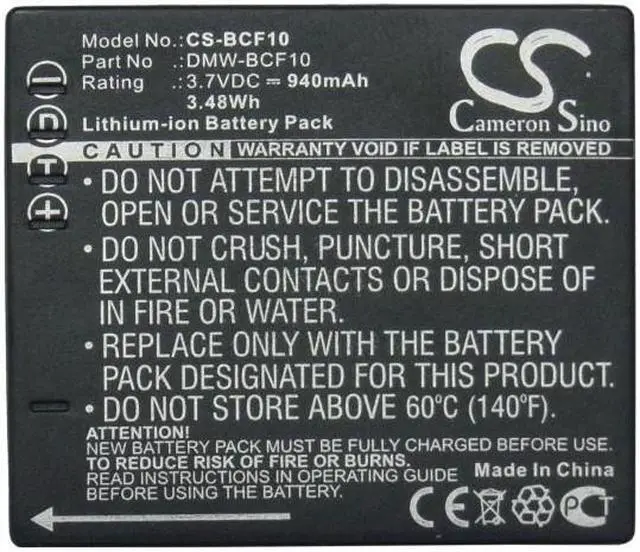 Model No.: CS-BCF10
Part No : DMW-BCF10
Rating : 3.7VDC ⎓ 940mAh
3.48Wh
Lithium-ion Battery Pack
CS
Cameron Sino
CAUTION WARRANTY VOID IF LABEL IS REMOVED
• DO NOT ATTEMPT TO DISASSEMBLE,
OPEN OR SERVICE THE BATTERY PACK.
• DO NOT CRUSH, PUNCTURE, SHORT
EXTERNAL CONTACTS OR DISPOSE OF
IN FIRE OR WATER.
• REPLACE ONLY WITH THE BATTERY
PACK DESIGNATED FOR THIS PRODUCT.
• DO NOT STORE ABOVE 60°C (140°F).
ATTENTION!
NEW BATTERY PACK MUST BE FULLY CHARGED BEFORE USE
TO REDUCE RISK OF FIRE OR BURNS.
READ INSTRUCTIONS IN OPERATING GUIDE
Made In China
− D T +
CE PCT